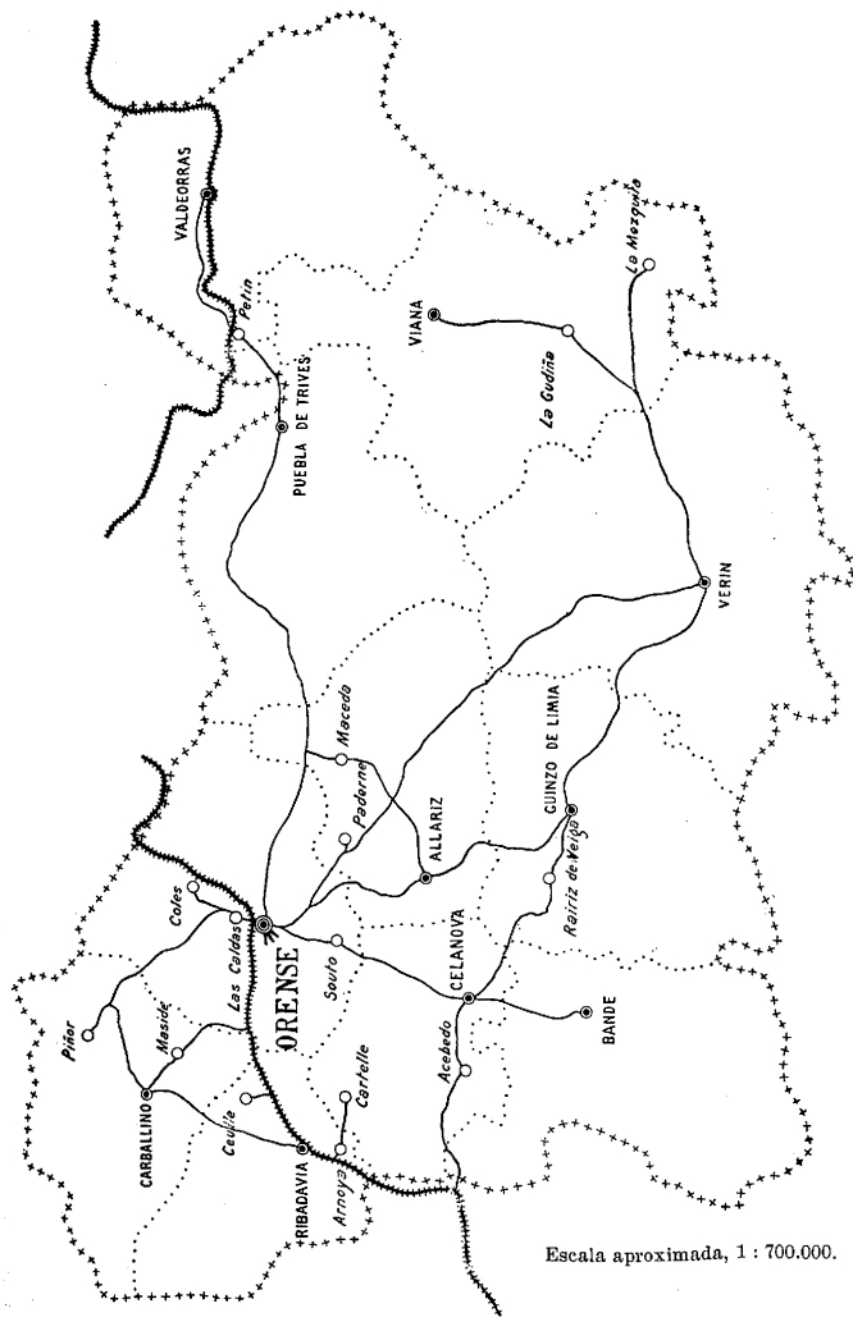 VALDEORRAS
Petin
PUEBLA DE TRIVES
VIANA
La Gudiña
La Mezquita
VERIN
Maceda
Paderne
ALLARIZ
GUINZO DE LIMIA
Rairiz de Veiga
Coles
Las Caldas
ORENSE
Souto
CELANOVA
BANDE
Acebedo
Piñor
Maside
CARBALLINO
RIBADAVIA
Arnoya
Cartelle
Escala aproximada, 1 : 700.000.